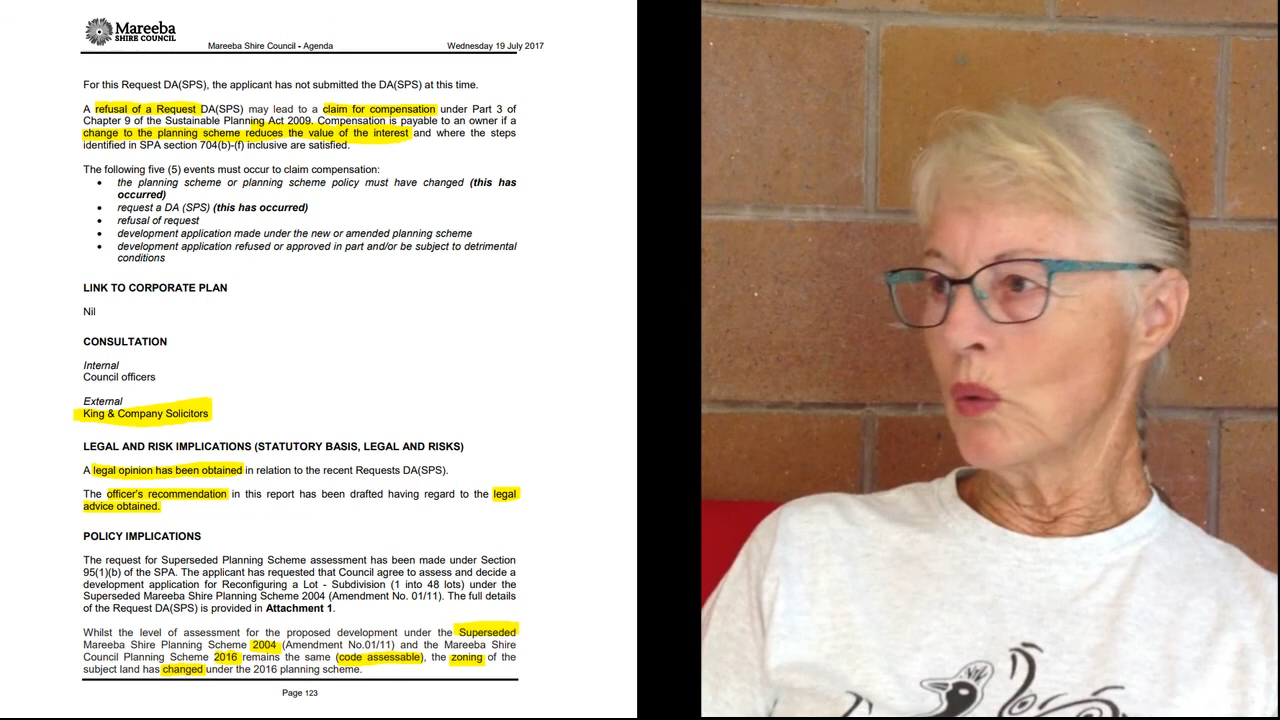 Mareeba
SHIRE COUNCIL
Mareeba Shire Council - Agenda Wednesday 19 July 2017
For this Request DA(SPS), the applicant has not submitted the DA(SPS) at this time.
A refusal of a Request DA(SPS) may lead to a claim for compensation under Part 3 of
Chapter 9 of the Sustainable Planning Act 2009. Compensation is payable to an owner if a
change to the planning scheme reduces the value of the interest and where the steps
identified in SPA section 704(b)-(f) inclusive are satisfied.
The following five (5) events must occur to claim compensation:
• the planning scheme or planning scheme policy must have changed (this has
occurred)
• request a DA (SPS) (this has occurred)
• refusal of request
• development application made under the new or amended planning scheme
• development application refused or approved in part and/or be subject to detrimental
conditions
LINK TO CORPORATE PLAN
Nil
CONSULTATION
Internal
Council officers
External
King & Company Solicitors
LEGAL AND RISK IMPLICATIONS (STATUTORY BASIS, LEGAL AND RISKS)
A legal opinion has been obtained in relation to the recent Requests DA(SPS).
The officer's recommendation in this report has been drafted having regard to the legal
advice obtained.
POLICY IMPLICATIONS
The request for Superseded Planning Scheme assessment has been made under Section
95(1)(b) of the SPA. The applicant has requested that Council agree to assess and decide a
development application for Reconfiguring a Lot - Subdivision (1 into 48 lots) under the
Superseded Mareeba Shire Planning Scheme 2004 (Amendment No. 01/11). The full details
of the Request DA(SPS) is provided in Attachment 1.
Whilst the level of assessment for the proposed development under the Superseded
Mareeba Shire Planning Scheme 2004 (Amendment No.01/11) and the Mareeba Shire
Council Planning Scheme 2016 remains the same (code assessable), the zoning of the
subject land has changed under the 2016 planning scheme.
Page 123